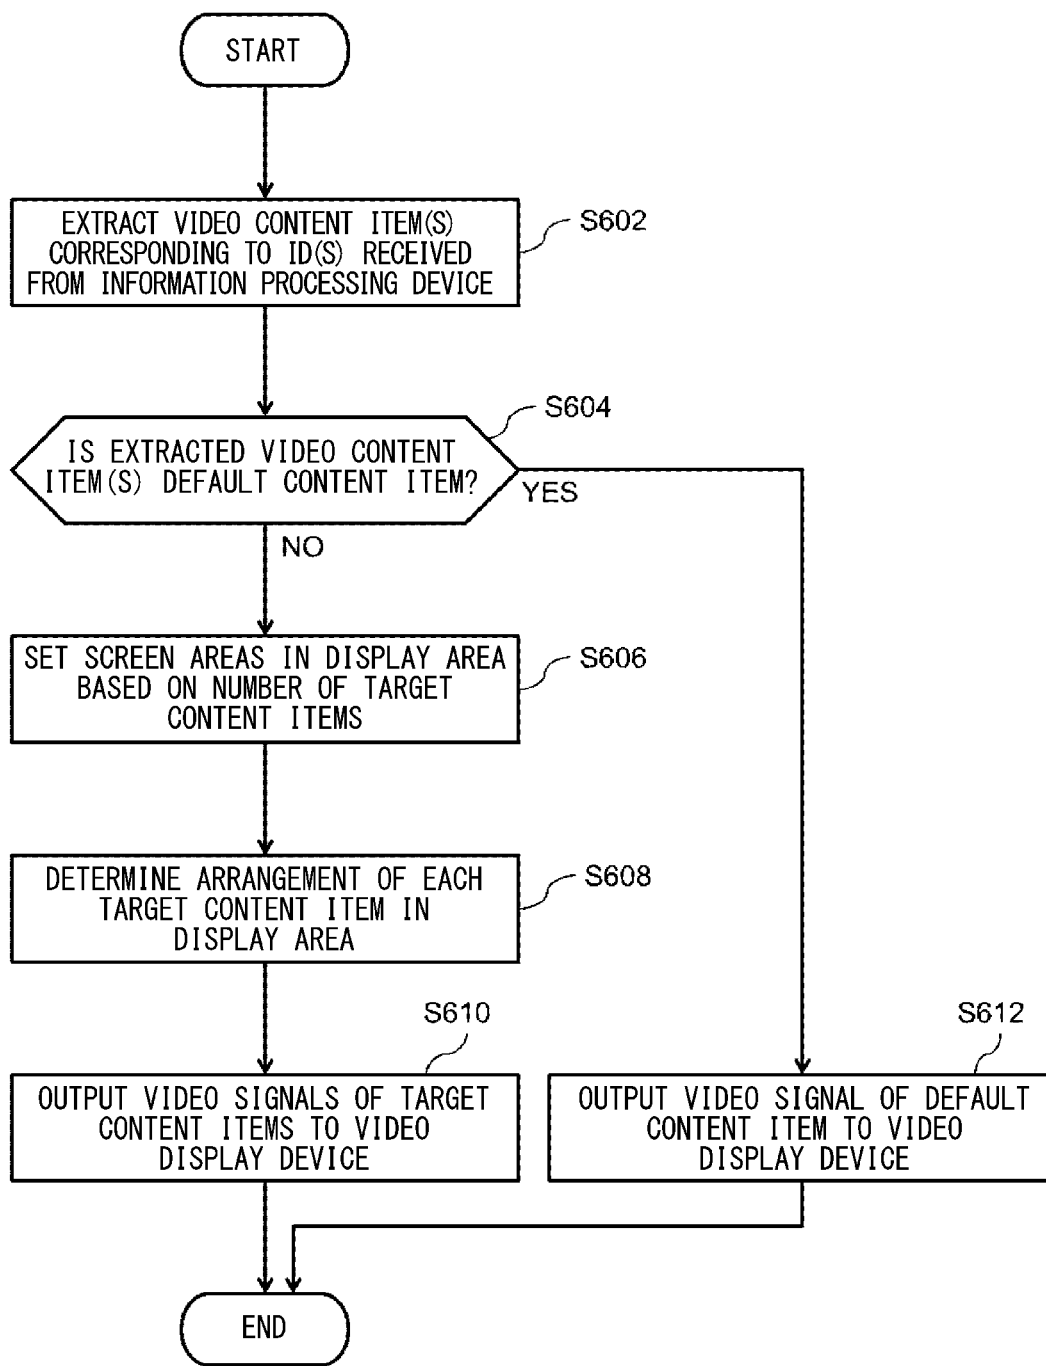 START
EXTRACT VIDEO CONTENT ITEM(S)
CORRESPONDING TO ID(S) RECEIVED
FROM INFORMATION PROCESSING DEVICE
S602
S604
IS EXTRACTED VIDEO CONTENT
ITEM(S) DEFAULT CONTENT ITEM?
YES
NO
SET SCREEN AREAS IN DISPLAY AREA
BASED ON NUMBER OF TARGET
CONTENT ITEMS
S606
DETERMINE ARRANGEMENT OF EACH
TARGET CONTENT ITEM IN
DISPLAY AREA
S608
S610
OUTPUT VIDEO SIGNALS OF TARGET
CONTENT ITEMS TO VIDEO
DISPLAY DEVICE
S612
OUTPUT VIDEO SIGNAL OF DEFAULT
CONTENT ITEM TO VIDEO
DISPLAY DEVICE
END